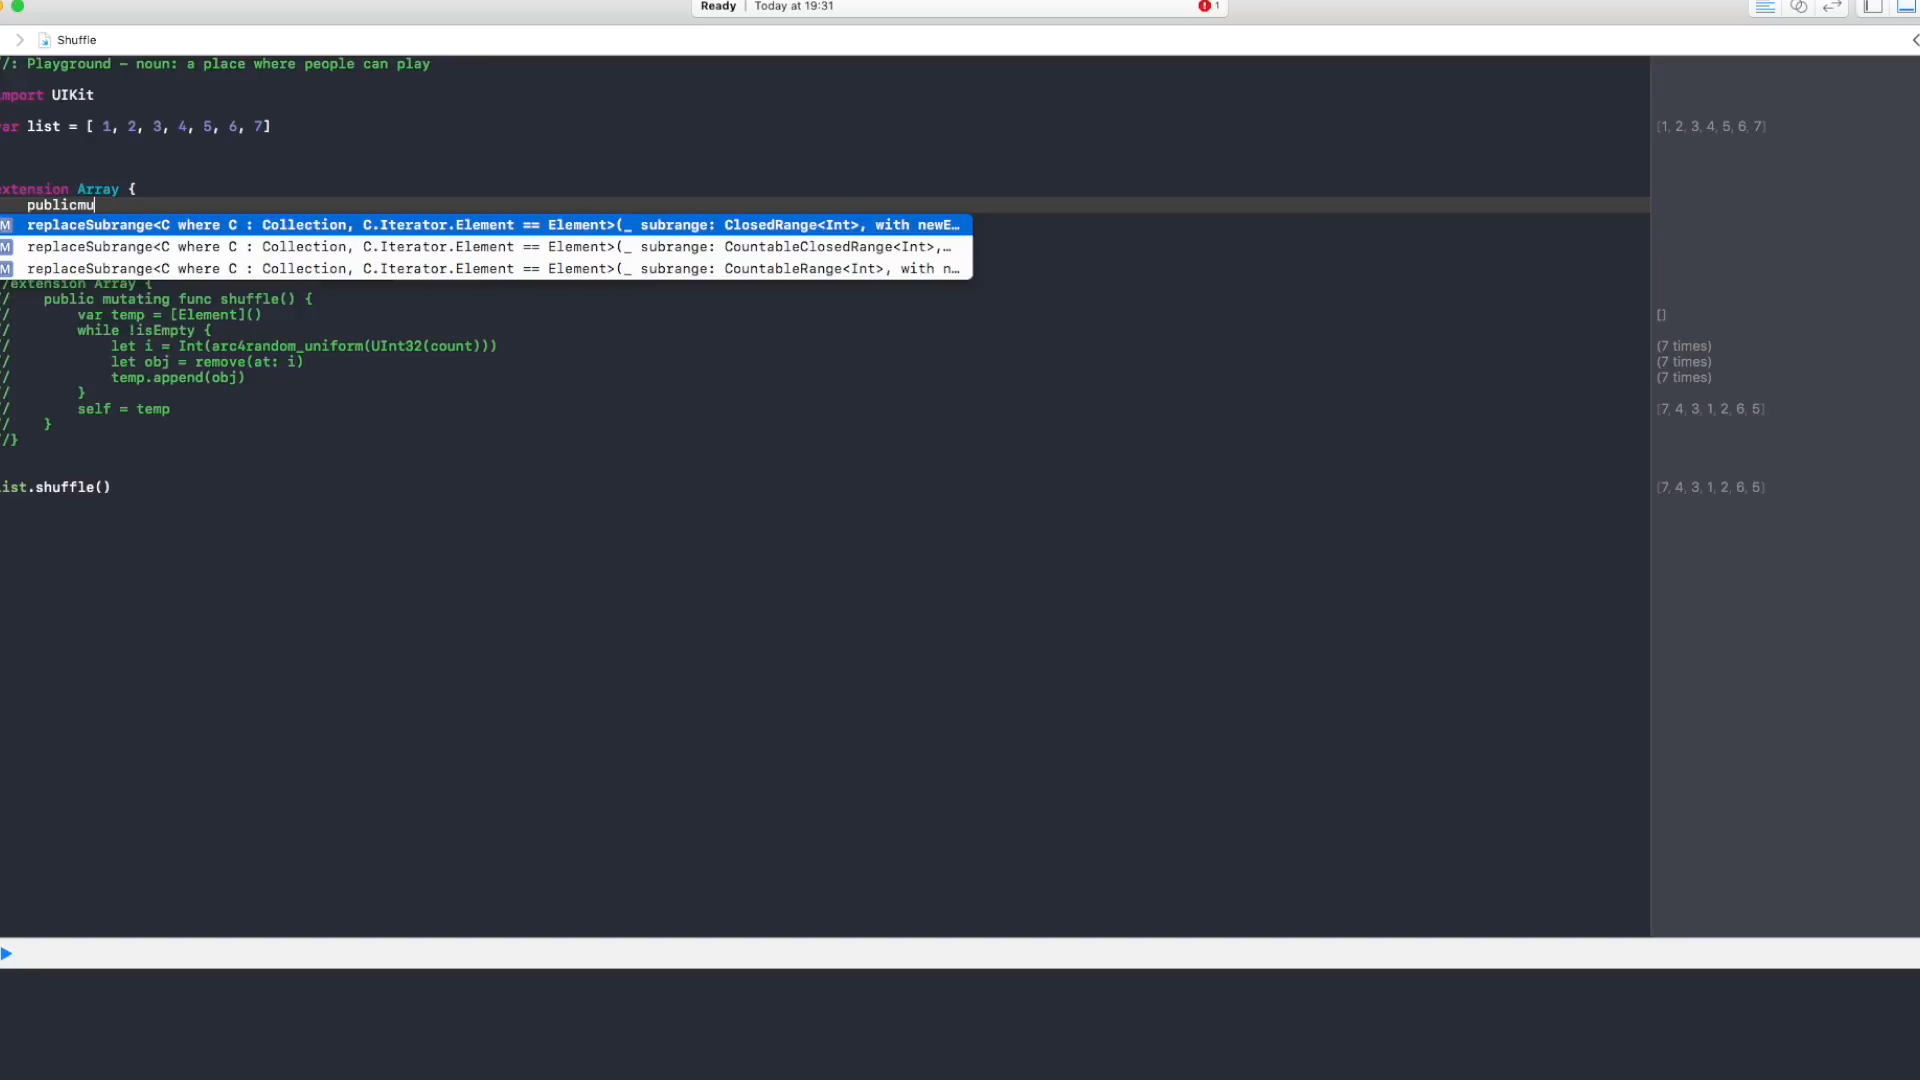 Ready | Today at 19:31
1
Shuffle
/: Playground – noun: a place where people can play
import UIKit
var list = [ 1, 2, 3, 4, 5, 6, 7]
[1, 2, 3, 4, 5, 6, 7]
extension Array {
publicmu
M replaceSubrange<C where C : Collection, C.Iterator.Element == Element>(_ subrange: ClosedRange<Int>, with newE…
M replaceSubrange<C where C : Collection, C.Iterator.Element == Element>(_ subrange: CountableClosedRange<Int>,…
M replaceSubrange<C where C : Collection, C.Iterator.Element == Element>(_ subrange: CountableRange<Int>, with n…
/extension Array {
/ public mutating func shuffle() {
/ var temp = [Element]()
[]
/ while !isEmpty {
/ let i = Int(arc4random_uniform(UInt32(count)))
(7 times)
/ let obj = remove(at: i)
(7 times)
/ temp.append(obj)
(7 times)
/ }
/ self = temp
[7, 4, 3, 1, 2, 6, 5]
/ }
//}
list.shuffle()
[7, 4, 3, 1, 2, 6, 5]